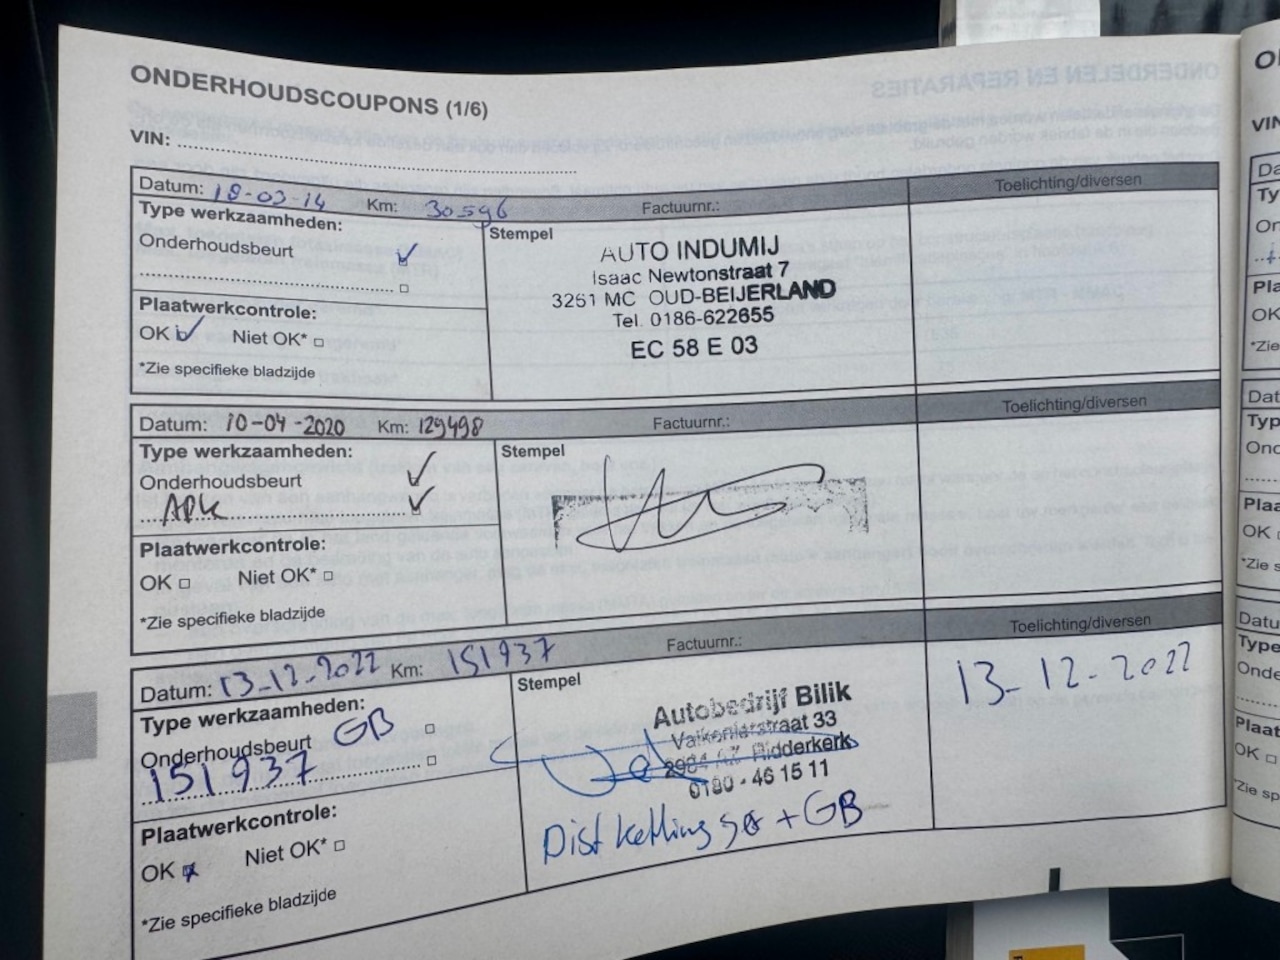 ONDERHOUDSCOUPONS (1/6)
VIN:
Datum: 18-03-14 Km: 30596 Factuurnr.: Toelichting/diversen
Type werkzaamheden:
Onderhoudsbeurt
Stempel
AUTO INDUMIJ
Isaac Newtonstraat 7
3261 MC OUD-BEIJERLAND
Tel. 0186-622655
EC 58 E 03
Plaatwerkcontrole:
OK Niet OK*
*Zie specifieke bladzijde
Datum: 10-04-2020 Km: 129498 Factuurnr.: Toelichting/diversen
Type werkzaamheden:
Onderhoudsbeurt
APK
Stempel
Plaatwerkcontrole:
OK Niet OK*
*Zie specifieke bladzijde
Datum: 13-12-2022 Km: 151937 Factuurnr.: Toelichting/diversen
Type werkzaamheden:
Onderhoudsbeurt GB
151937
Stempel
Autobedrijf Bilik
33
Ridderkerk
0180 - 46 15 11
Dist ketting + GB
13-12-2022
Plaatwerkcontrole:
OK Niet OK*
*Zie specifieke bladzijde